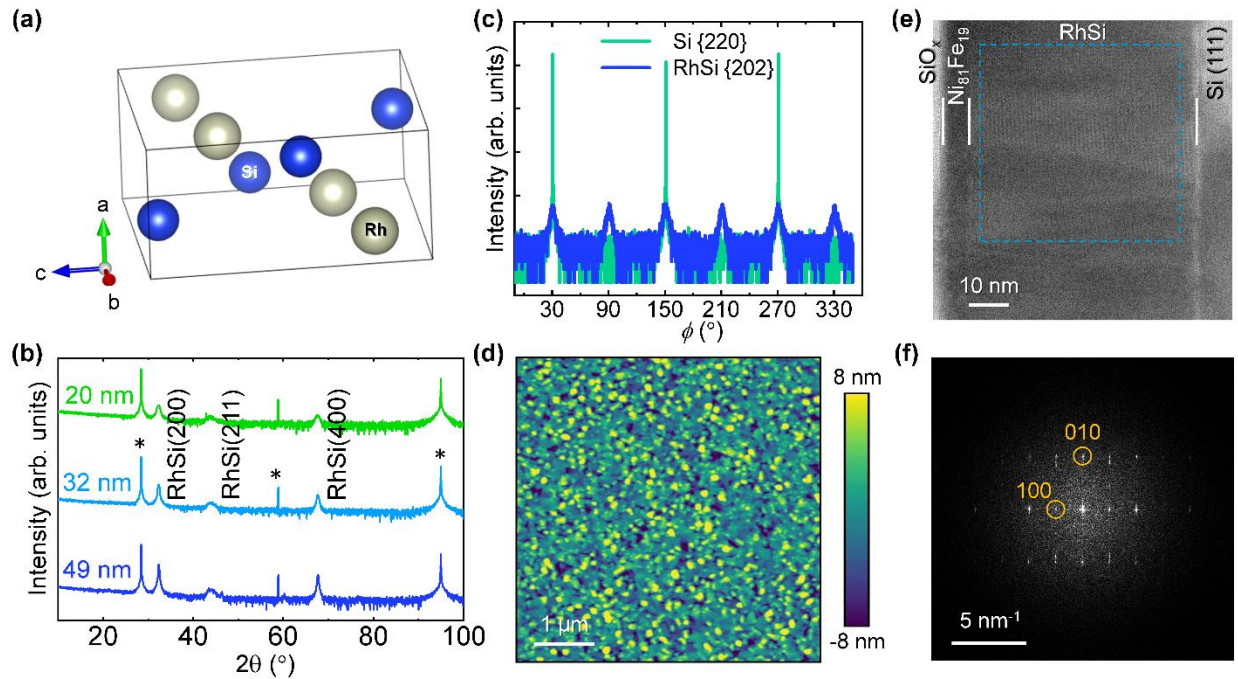 (a)
Si
Rh
a
c
b
(b)
Intensity (arb. units)
20 nm
32 nm
49 nm
*
*
*
RhSi(200)
RhSi(211)
RhSi(400)
20
40
60
80
100
2θ (°)
(c)
Intensity (arb. units)
Si {220}
RhSi {202}
30
90
150
210
270
330
ϕ (°)
(d)
1 μm
8 nm
-8 nm
(e)
SiOₓ
Ni₈₁Fe₁₉
RhSi
Si (111)
10 nm
(f)
010
100
5 nm⁻¹